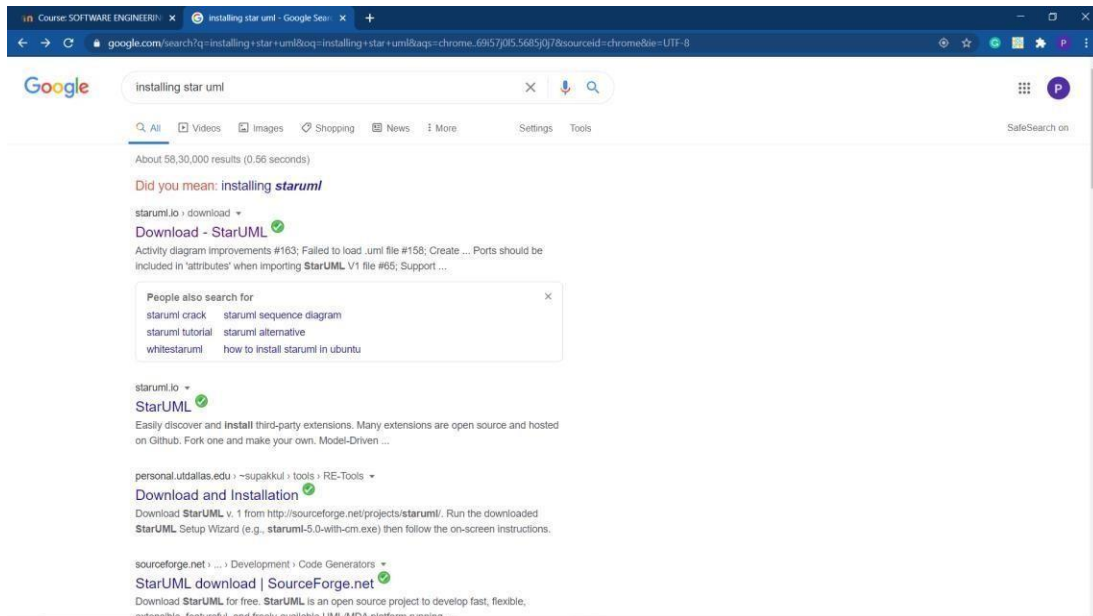 Course: SOFTWARE ENGINEERIN
installing star uml - Google Sear
google.com/search?q=installing+star+uml&oq=installing+star+uml&aqs=chrome..69i57j0l5.5685j0j7&sourceid=chrome&ie=UTF-8
Google
installing star uml
P
All Videos Images Shopping News More Settings Tools
SafeSearch on
About 58,30,000 results (0.56 seconds)
Did you mean: installing staruml
staruml.io › download
Download - StarUML
Activity diagram improvements #163; Failed to load .uml file #158; Create ... Ports should be
included in 'attributes' when importing StarUML V1 file #65; Support ...
People also search for
staruml crack staruml sequence diagram
staruml tutorial staruml alternative
whitestaruml how to install staruml in ubuntu
staruml.io
StarUML
Easily discover and install third-party extensions. Many extensions are open source and hosted
on Github. Fork one and make your own. Model-Driven ...
personal.utdallas.edu › ~supakkul › tools › RE-Tools
Download and Installation
Download StarUML v. 1 from http://sourceforge.net/projects/staruml/. Run the downloaded
StarUML Setup Wizard (e.g., staruml-5.0-with-cm.exe) then follow the on-screen instructions.
sourceforge.net › ... › Development › Code Generators
StarUML download | SourceForge.net
Download StarUML for free. StarUML is an open source project to develop fast, flexible,